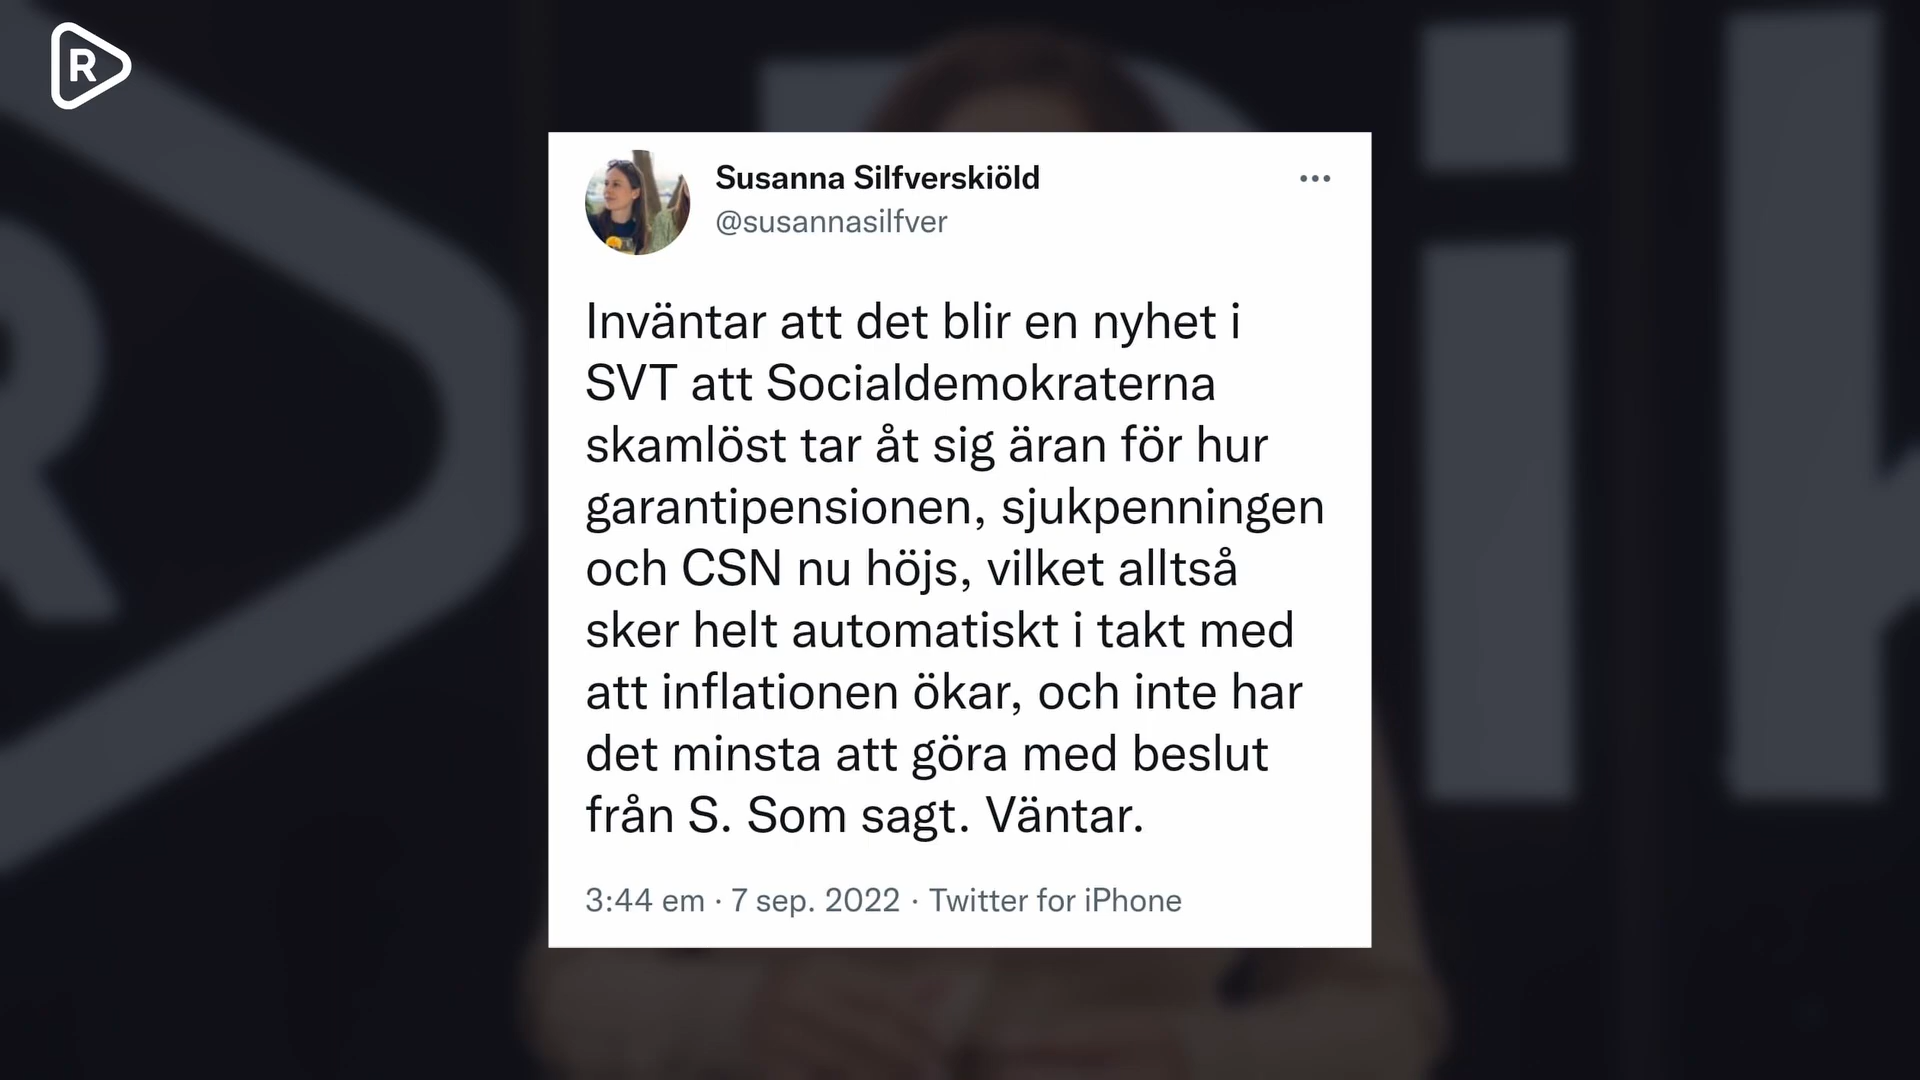 R
Susanna Silfverskiöld
@susannasilfver
Inväntar att det blir en nyhet i
SVT att Socialdemokraterna
skamlöst tar åt sig äran för hur
garantipensionen, sjukpenningen
och CSN nu höjs, vilket alltså
sker helt automatiskt i takt med
att inflationen ökar, och inte har
det minsta att göra med beslut
från S. Som sagt. Väntar.
3:44 em · 7 sep. 2022 · Twitter for iPhone